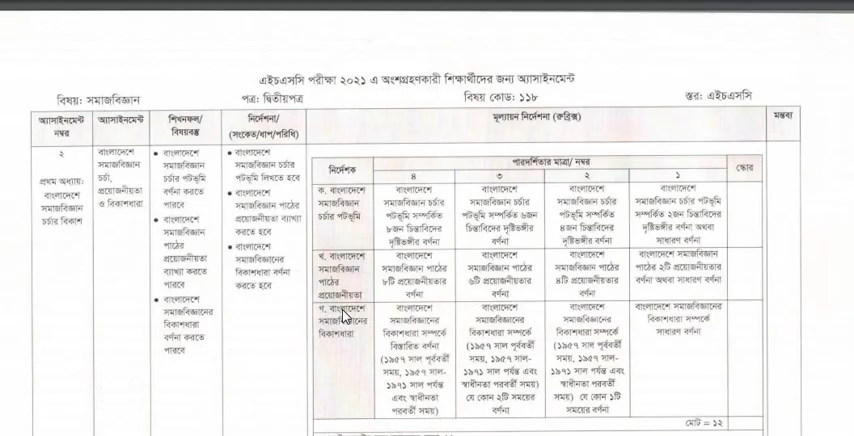 এইচএসসি পরীক্ষা ২০২১ এ অংশগ্রহণকারী শিক্ষার্থীদের জন্য অ্যাসাইনমেন্ট
বিষয়: সমাজবিজ্ঞান পত্র: দ্বিতীয়পত্র বিষয় কোড: ১১৮ স্তর: এইচএসসি
অ্যাসাইনমেন্ট
নম্বর
অ্যাসাইনমেন্ট
শিখনফল/
বিষয়বস্তু
নির্দেশনা/
(সংকেত/ধাপ/পরিধি)
মূল্যায়ন নির্দেশনা (রুব্রিক্স)
মন্তব্য
২
প্রথম অধ্যায়:
বাংলাদেশে
সমাজবিজ্ঞান
চর্চার বিকাশ
বাংলাদেশে
সমাজবিজ্ঞান
চর্চা,
প্রয়োজনীয়তা
ও বিকাশধারা
• বাংলাদেশে
সমাজবিজ্ঞান
চর্চার পটভূমি
বর্ণনা করতে
পারবে
• বাংলাদেশে
সমাজবিজ্ঞান
পাঠের
প্রয়োজনীয়তা
ব্যাখ্যা করতে
পারবে
• বাংলাদেশে
সমাজবিজ্ঞানের
বিকাশধারা
বর্ণনা করতে
পারবে
• বাংলাদেশে
সমাজবিজ্ঞান চর্চার
পটভূমি লিখতে হবে
• বাংলাদেশে
সমাজবিজ্ঞান পাঠের
প্রয়োজনীয়তা ব্যাখ্যা
করতে হবে
• বাংলাদেশে
সমাজবিজ্ঞানের
বিকাশধারা বর্ণনা
করতে হবে
নির্দেশক
পারদর্শিতার মাত্রা/ নম্বর
স্কোর
৪ ৩ ২ ১
ক. বাংলাদেশে
সমাজবিজ্ঞান
চর্চার পটভূমি
বাংলাদেশে
সমাজবিজ্ঞান চর্চার
পটভূমি সম্পর্কিত
৮জন চিন্তাবিদের
দৃষ্টিভঙ্গীর বর্ণনা
বাংলাদেশে
সমাজবিজ্ঞান চর্চার
পটভূমি সম্পর্কিত ৬জন
চিন্তাবিদের দৃষ্টিভঙ্গীর
বর্ণনা
বাংলাদেশে
সমাজবিজ্ঞান চর্চার
পটভূমি সম্পর্কিত
৪জন চিন্তাবিদের
দৃষ্টিভঙ্গীর বর্ণনা
বাংলাদেশে
সমাজবিজ্ঞান চর্চার পটভূমি
সম্পর্কিত ২জন চিন্তাবিদের
দৃষ্টিভঙ্গীর বর্ণনা অথবা
সাধারণ বর্ণনা
খ. বাংলাদেশে
সমাজবিজ্ঞান
পাঠের
প্রয়োজনীয়তা
বাংলাদেশে
সমাজবিজ্ঞান পাঠের
৮টি প্রয়োজনীয়তার
বর্ণনা
বাংলাদেশে
সমাজবিজ্ঞান পাঠের
৬টি প্রয়োজনীয়তার
বর্ণনা
বাংলাদেশে
সমাজবিজ্ঞান পাঠের
৪টি প্রয়োজনীয়তার
বর্ণনা
বাংলাদেশে সমাজবিজ্ঞান
পাঠের ২টি প্রয়োজনীয়তার
বর্ণনা অথবা সাধারণ বর্ণনা
গ. বাংলাদেশে
সমাজবিজ্ঞানের
বিকাশধারা
বাংলাদেশে
সমাজবিজ্ঞানের
বিকাশধারা সম্পর্কে
বিস্তারিত বর্ণনা
(১৯৫৭ সাল পূর্ববর্তী
সময়, ১৯৫৭ সাল-
১৯৭১ সাল পর্যন্ত
এবং স্বাধীনতা
পরবর্তী সময়)
বাংলাদেশে
সমাজবিজ্ঞানের
বিকাশধারা সম্পর্কে
(১৯৫৭ সাল পূর্ববর্তী
সময়, ১৯৫৭ সাল-
১৯৭১ সাল পর্যন্ত এবং
স্বাধীনতা পরবর্তী সময়)
যে কোন ২টি সময়ের
বর্ণনা
বাংলাদেশে
সমাজবিজ্ঞানের
বিকাশধারা সম্পর্কে
(১৯৫৭ সাল পূর্ববর্তী
সময়, ১৯৫৭ সাল-
১৯৭১ সাল পর্যন্ত এবং
স্বাধীনতা পরবর্তী
সময়) যে কোন ১টি
সময়ের বর্ণনা
বাংলাদেশে সমাজবিজ্ঞানের
বিকাশধারা সম্পর্কে
সাধারণ বর্ণনা
মোট = ১২